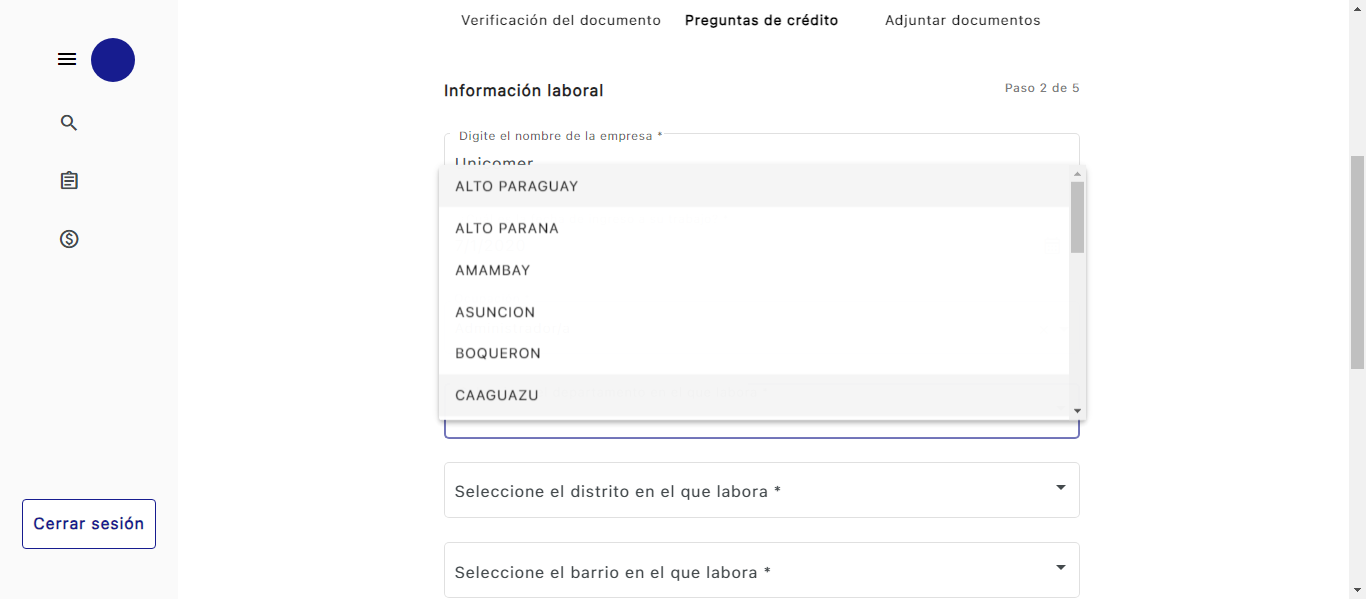 Verificación del documento Preguntas de crédito Adjuntar documentos
Información laboral Paso 2 de 5
Digite el nombre de la empresa *
Unicomer
ALTO PARAGUAY
ALTO PARANA
AMAMBAY
ASUNCION
BOQUERON
CAAGUAZU
Seleccione el distrito en el que labora *
Cerrar sesión
Seleccione el barrio en el que labora *